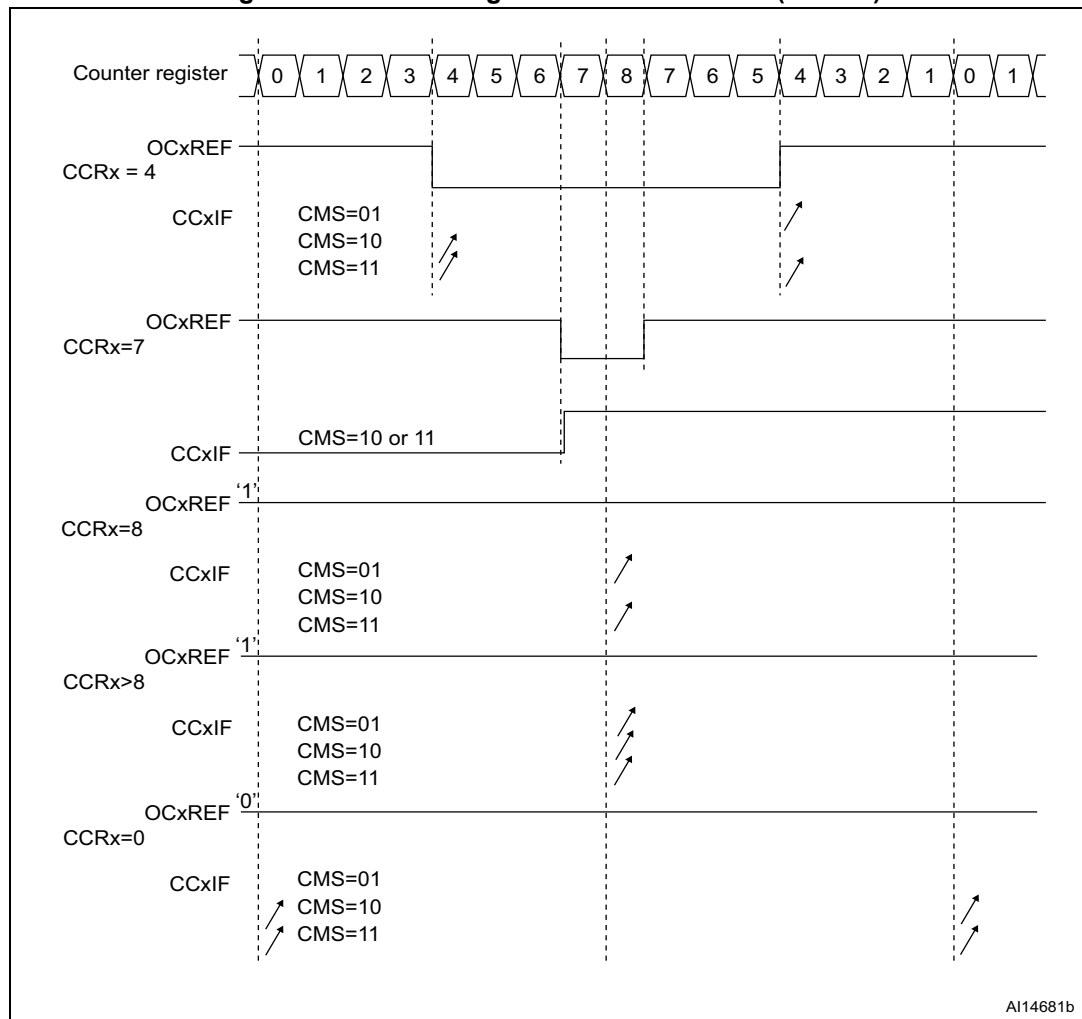 Counter register 0 1 2 3 4 5 6 7 8 7 6 5 4 3 2 1 0 1
OCxREF
CCRx = 4
CCxIF CMS=01
CMS=10
CMS=11
OCxREF
CCRx=7
CMS=10 or 11
CCxIF
OCxREF '1'
CCRx=8
CCxIF CMS=01
CMS=10
CMS=11
OCxREF '1'
CCRx>8
CCxIF CMS=01
CMS=10
CMS=11
OCxREF '0'
CCRx=0
CCxIF CMS=01
CMS=10
CMS=11
AI14681b